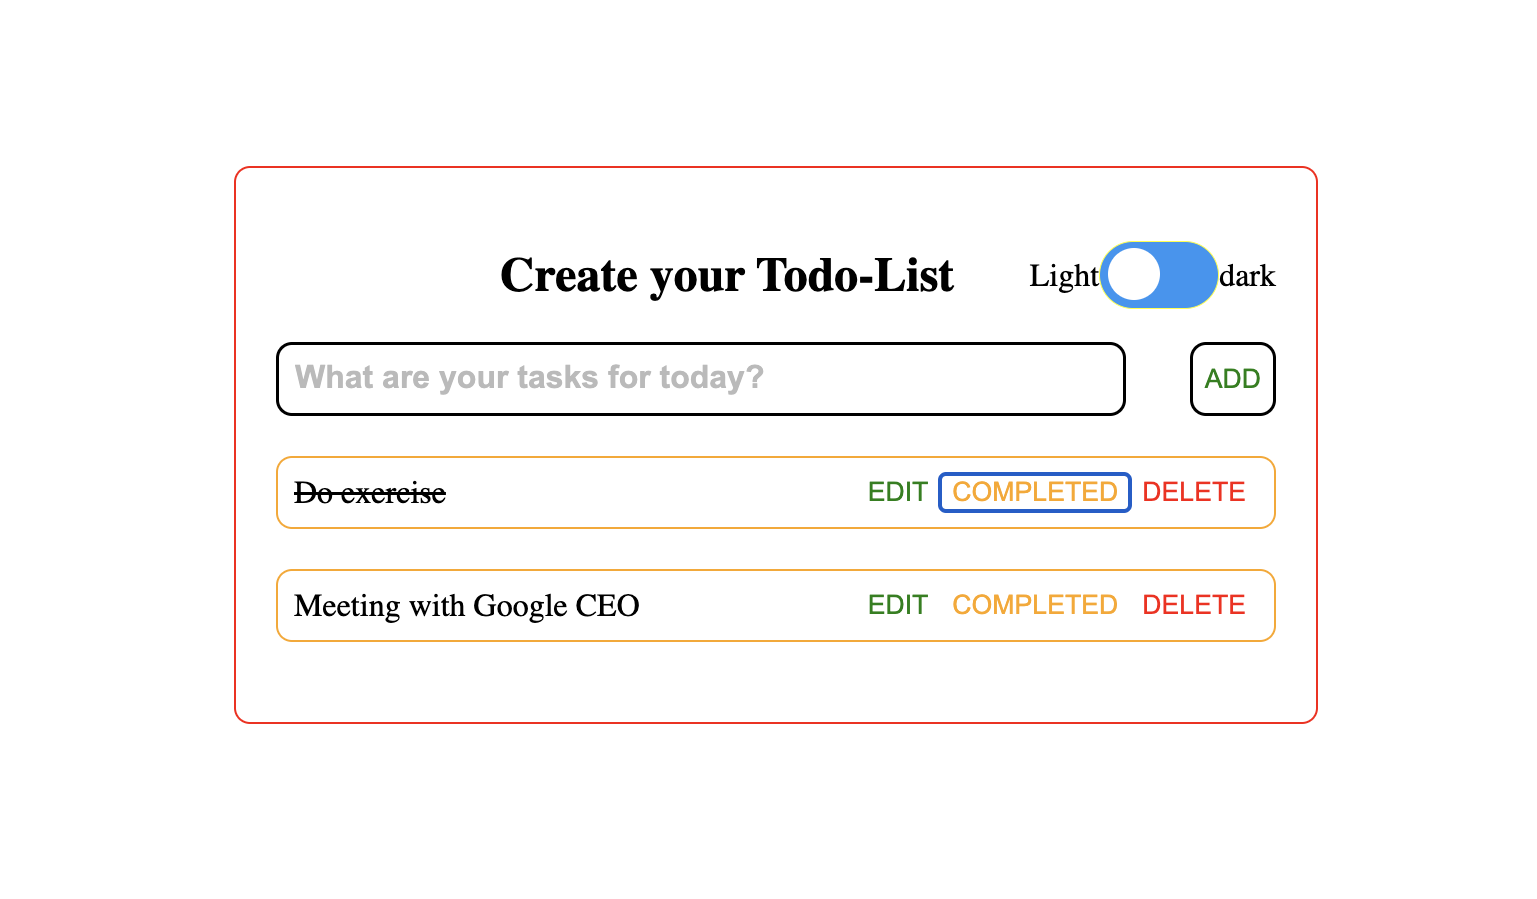 Create your Todo-List Light dark
What are your tasks for today? ADD
Do exercise EDIT COMPLETED DELETE
Meeting with Google CEO EDIT COMPLETED DELETE